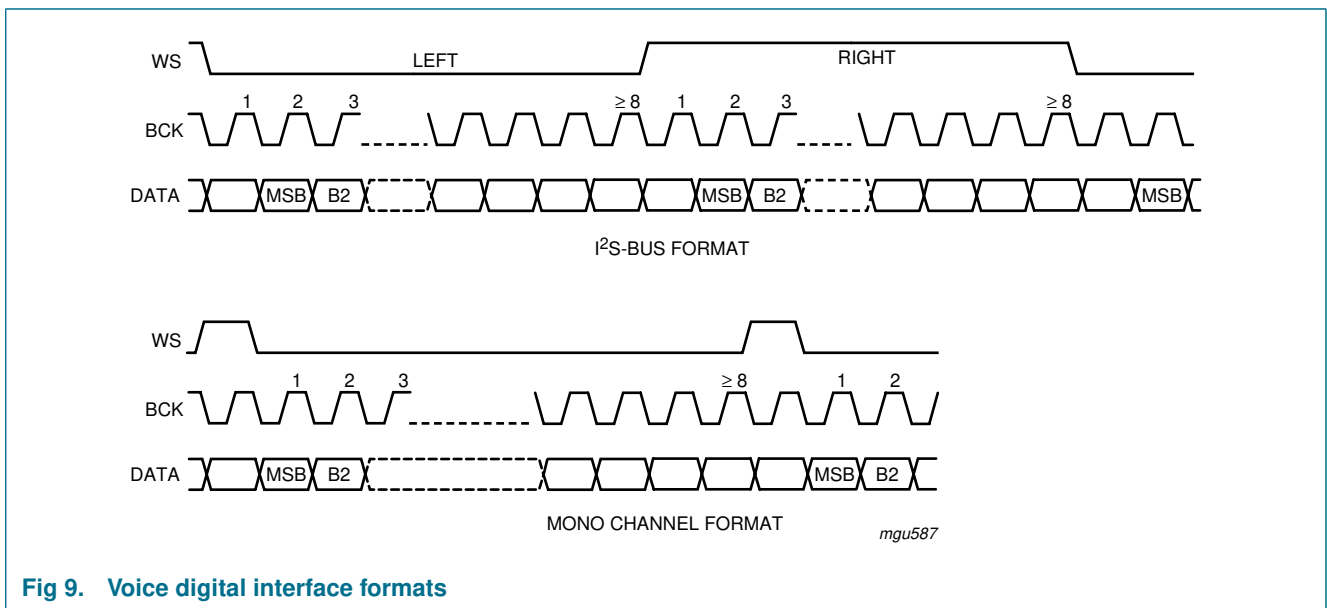 WS LEFT RIGHT
1 2 3 ≥ 8 1 2 3 ≥ 8
BCK
DATA MSB B2 MSB B2 MSB
I²S-BUS FORMAT
WS
1 2 3 ≥ 8 1 2
BCK
DATA MSB B2 MSB B2
MONO CHANNEL FORMAT
mgu587
Fig 9. Voice digital interface formats